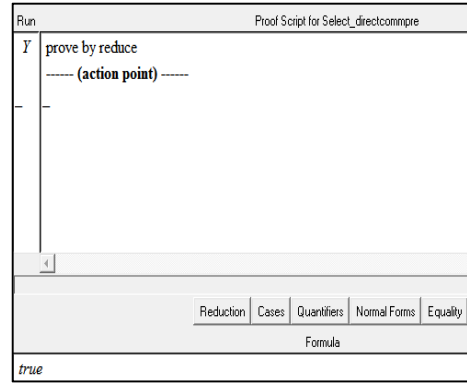 Run Proof Script for Select_directcommpre
Y prove by reduce
------ (action point) ------
Reduction Cases Quantifiers Normal Forms Equality
Formula
true